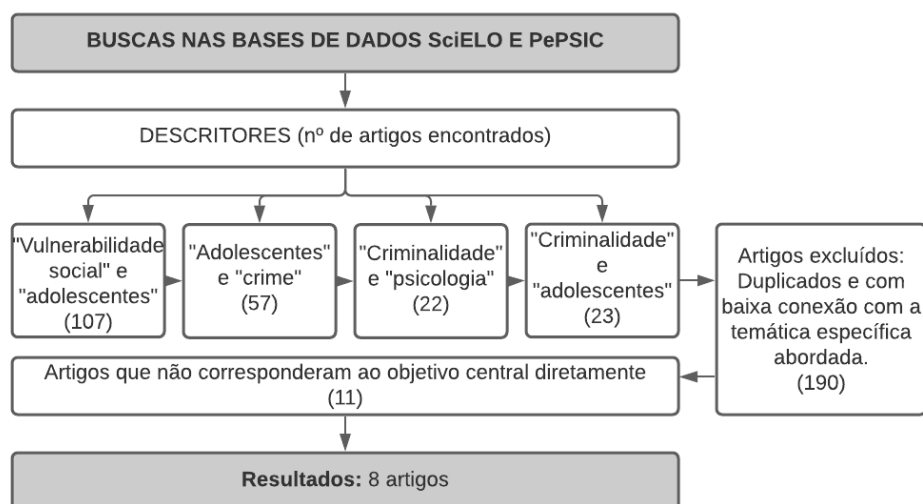 BUSCAS NAS BASES DE DADOS SciELO E PePSIC
DESCRITORES (nº de artigos encontrados)
"Vulnerabilidade
social" e
"adolescentes"
(107)
"Adolescentes"
e "crime"
(57)
"Criminalidade"
e "psicologia"
(22)
"Criminalidade"
e
"adolescentes"
(23)
Artigos excluídos:
Duplicados e com
baixa conexão com a
temática específica
abordada.
(190)
Artigos que não corresponderam ao objetivo central diretamente
(11)
Resultados: 8 artigos